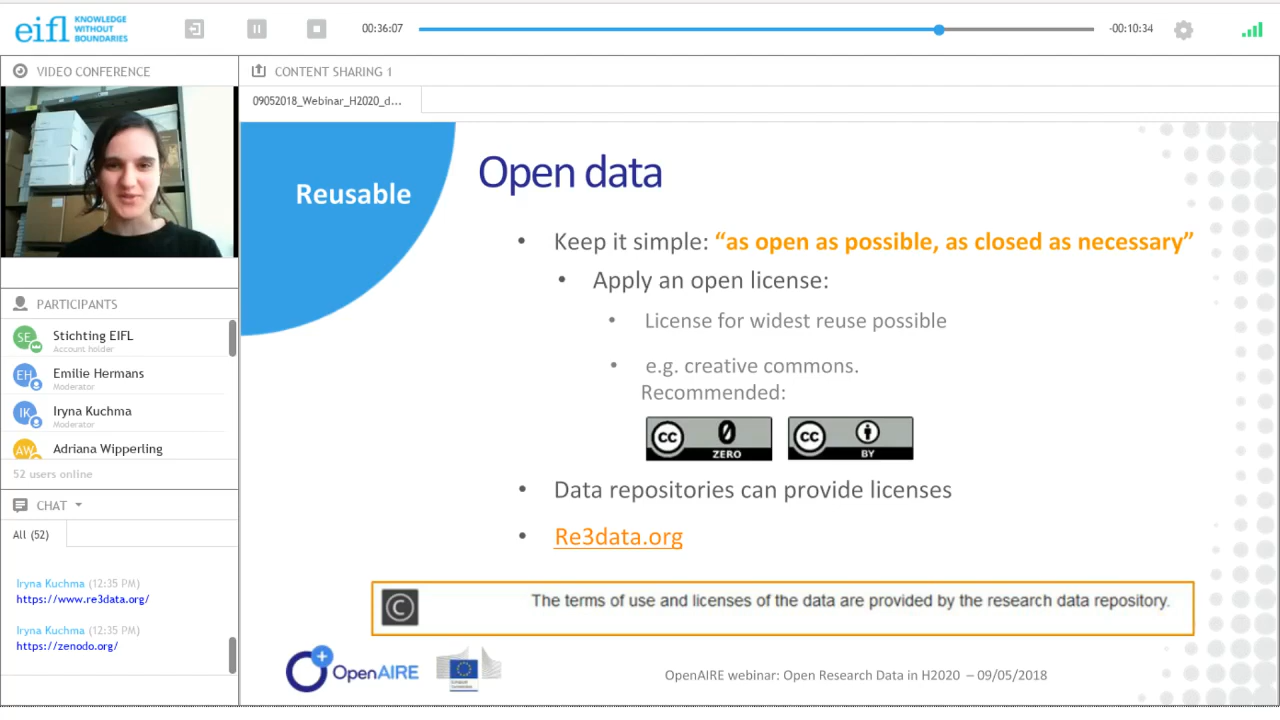 eifl KNOWLEDGE
WITHOUT
BOUNDARIES
00:36:07
-00:10:34
VIDEO CONFERENCE
CONTENT SHARING 1
09052018_Webinar_H2020_d...
PARTICIPANTS
SE Stichting EIFL
Account holder
EH Emilie Hermans
Moderator
IK Iryna Kuchma
Moderator
AW Adriana Wipperling
52 users online
CHAT
All (52)
Iryna Kuchma (12:35 PM)
https://www.re3data.org/
Iryna Kuchma (12:35 PM)
https://zenodo.org/
Reusable
Open data
• Keep it simple: “as open as possible, as closed as necessary”
• Apply an open license:
• License for widest reuse possible
• e.g. creative commons.
Recommended:
cc 0 ZERO
cc BY
• Data repositories can provide licenses
• Re3data.org
© The terms of use and licenses of the data are provided by the research data repository.
OpenAIRE
OpenAIRE webinar: Open Research Data in H2020 – 09/05/2018